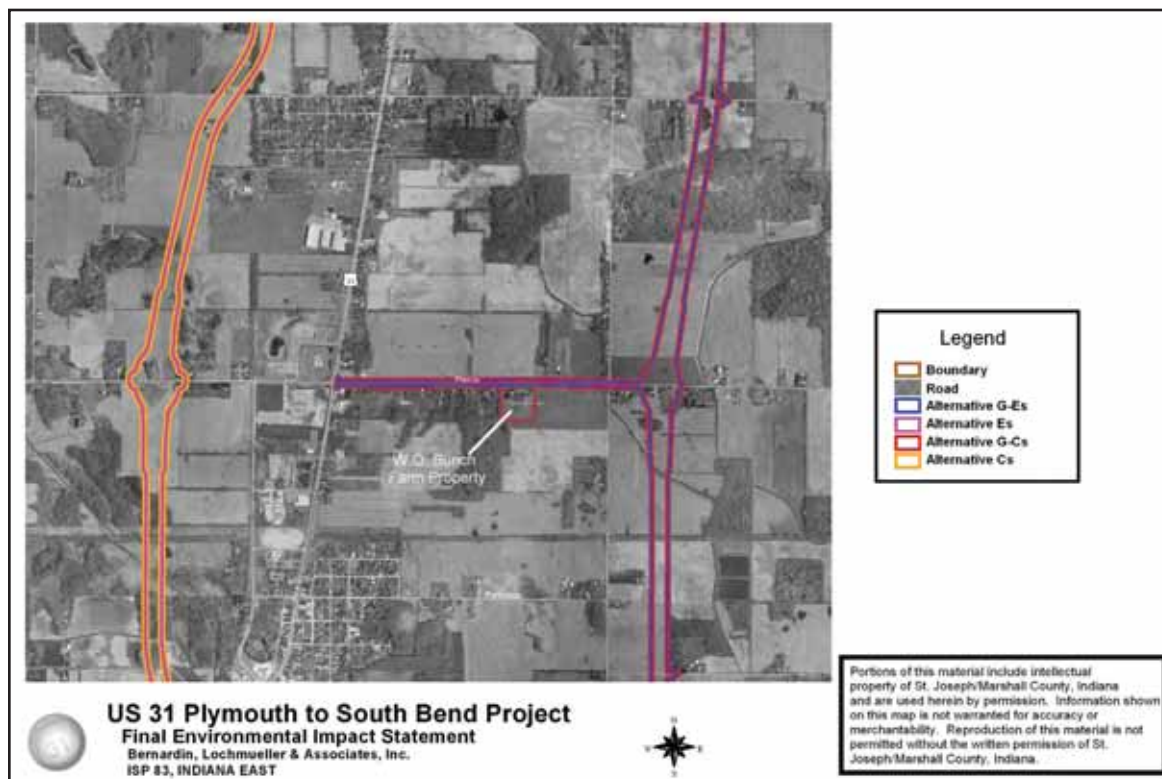 31
Pierce
W.O. Bunch
Farm Property
Legend
Boundary
Road
Alternative G-Es
Alternative Es
Alternative G-Cs
Alternative Cs
US 31 Plymouth to South Bend Project
Final Environmental Impact Statement
Bernardin, Lochmueller & Associates, Inc.
ISP 83, INDIANA EAST
N
E
S
Portions of this material include intellectual
property of St. Joseph/Marshall County, Indiana
and are used herein by permission. Information shown
on this map is not warranted for accuracy or
merchantability. Reproduction of this material is not
permitted without the written permission of St.
Joseph/Marshall County, Indiana.